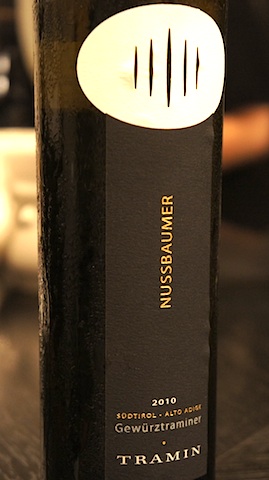 NUSSBAUMER
2010
SÜDTIROL - ALTO ADIGE
Gewürztraminer
TRAMIN